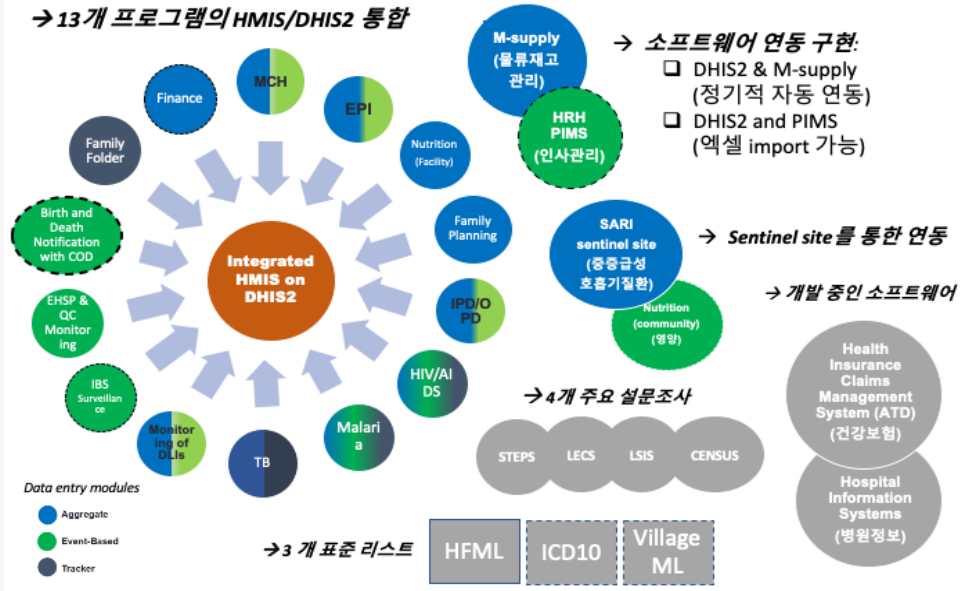 → 13개 프로그램의 HMIS/DHIS2 통합
MCH
EPI
Nutrition
(Facility)
Family
Planning
IPD/O
PD
HIV/AI
DS
Malari
a
TB
Monitor
ing of
DLIs
IBS
Surveillan
ce
EHSP &
QC
Monitor
ing
Birth and
Death
Notification
with COD
Family
Folder
Finance
Integrated
HMIS on
DHIS2
Data entry modules
Aggregate
Event-Based
Tracker
M-supply
(물류재고
관리)
HRH
PIMS
(인사관리)
→ 소프트웨어 연동 구현:
❑ DHIS2 & M-supply
(정기적 자동 연동)
❑ DHIS2 and PIMS
(엑셀 import 가능)
SARI
sentinel site
(중증급성
호흡기질환)
Nutrition
(community)
(영양)
→ Sentinel site를 통한 연동
→ 개발 중인 소프트웨어
Health
Insurance
Claims
Management
System (ATD)
(건강보험)
Hospital
Information
Systems
(병원정보)
→ 4개 주요 설문조사
STEPS
LECS
LSIS
CENSUS
→ 3 개 표준 리스트
HFML
ICD10
Village
ML